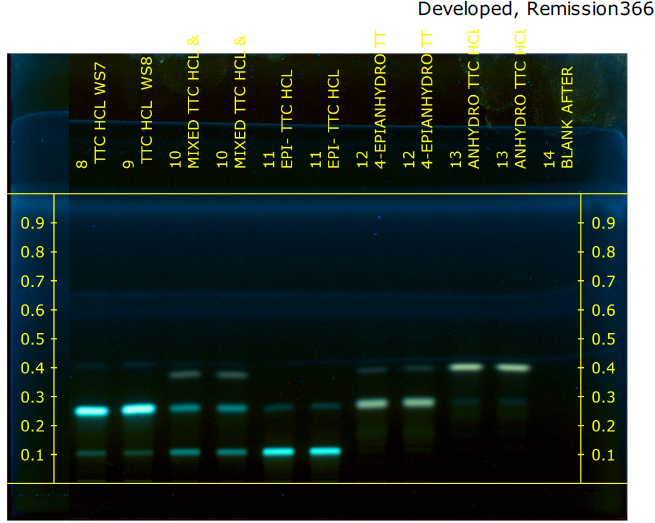 Developed, Remission366
8 TTC HCL WS7
9 TTC HCL WS8
10 MIXED TTC HCL &
10 MIXED TTC HCL &
11 EPI- TTC HCL
11 EPI- TTC HCL
12 4-EPIANHYDRO TT
12 4-EPIANHYDRO TT
13 ANHYDRO TTC HCL
13 ANHYDRO TTC HCL
14 BLANK AFTER
0.9 0.9
0.8 0.8
0.7 0.7
0.6 0.6
0.5 0.5
0.4 0.4
0.3 0.3
0.2 0.2
0.1 0.1